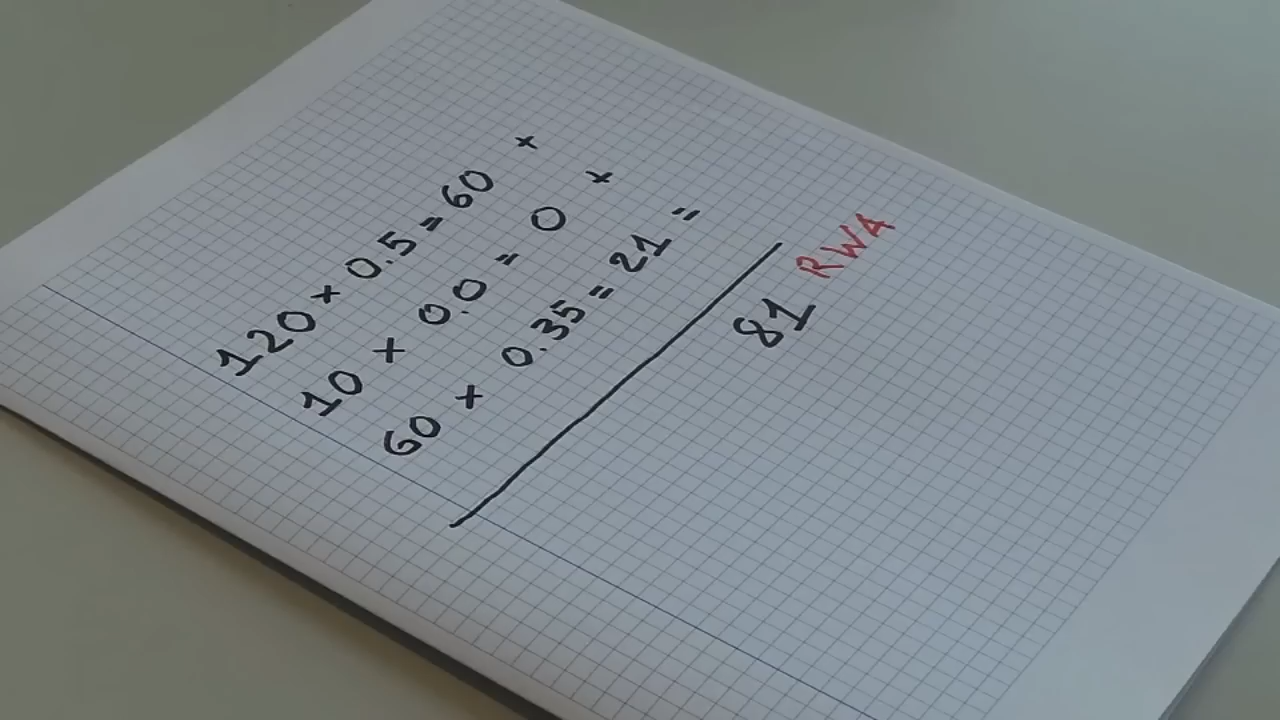 120 × 0.5 = 60 +
10 × 0.0 = 0 +
60 × 0.35 = 21 =
81 RWA